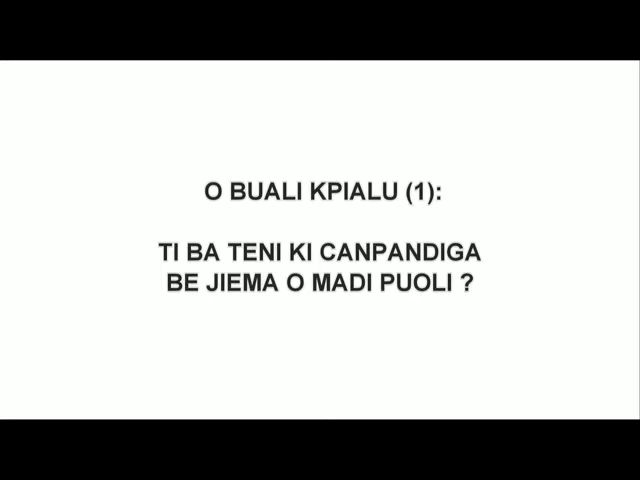 O BUALI KPIALU (1):
TI BA TENI KI CANPANDIGA
BE JIEMA O MADI PUOLI ?